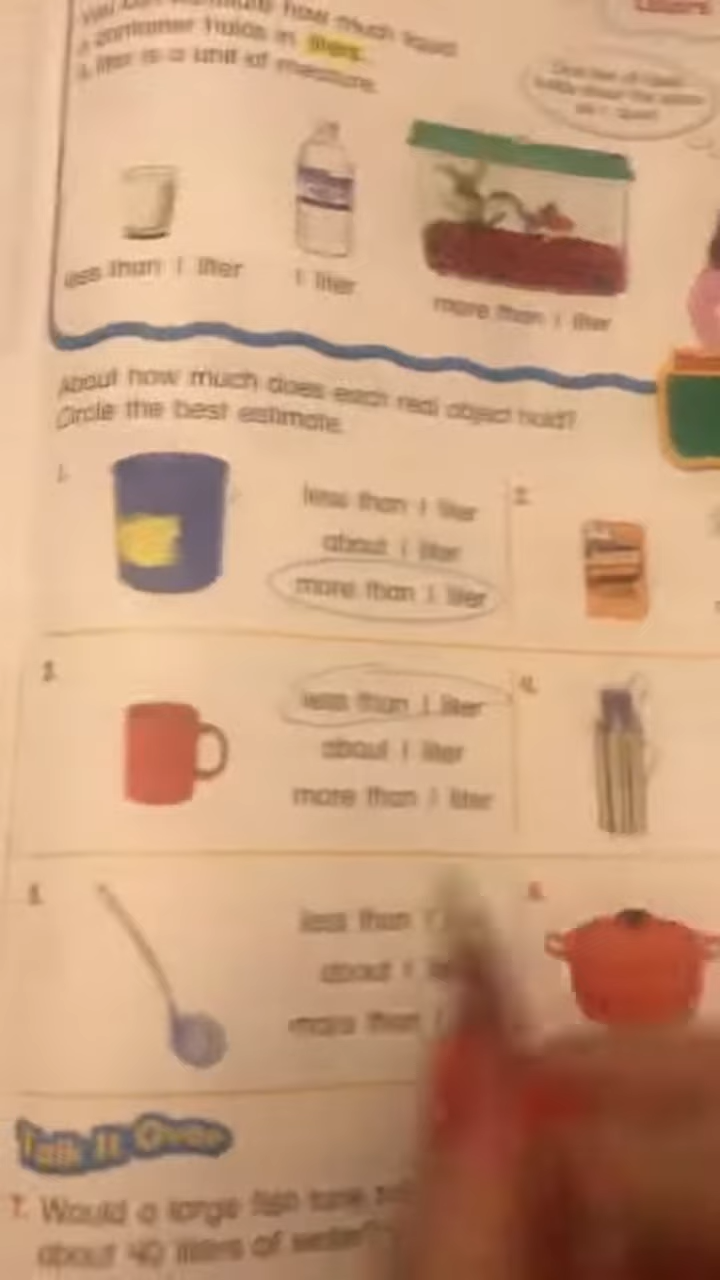 how much liquid
a container holds in liters.
A liter is a unit of measure.
less than 1 liter
1 liter
more than 1 liter
About how much does each real object hold?
Circle the best estimate.
1.
less than 1 liter
about 1 liter
more than 1 liter
2.
3.
less than 1 liter
about 1 liter
more than 1 liter
4.
5.
less than 1
about 1
more than 1
6.
Talk It Over
7. Would a large fish tank
about 40 liters of water?